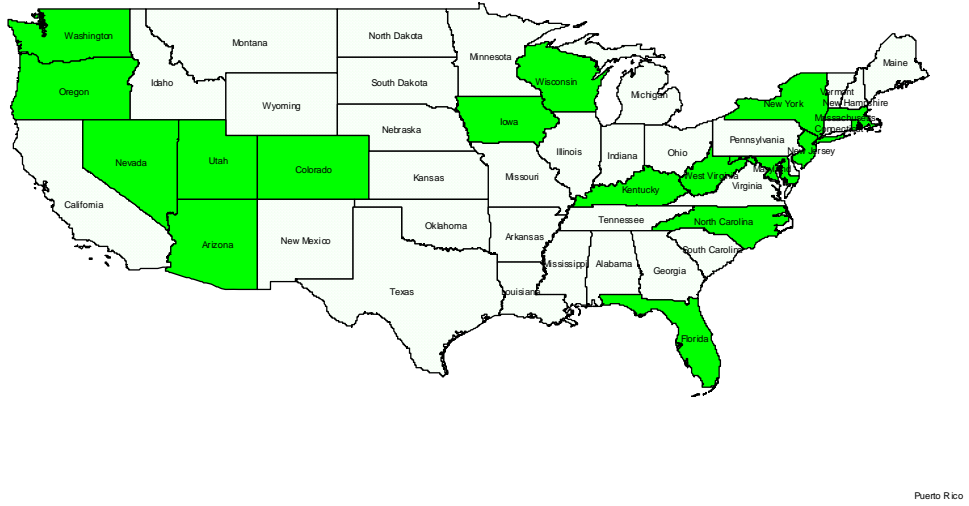 Washington
Montana
North Dakota
Minnesota
Maine
Oregon
Idaho
South Dakota
Wisconsin
Michigan
Vermont
New Hampshire
Wyoming
New York
Massachusetts
Connecticut
Iowa
Nebraska
Pennsylvania
New Jersey
Nevada
Utah
Colorado
Illinois
Indiana
Ohio
Maryland
West Virginia
Virginia
Kansas
Missouri
Kentucky
California
Arizona
New Mexico
Oklahoma
Arkansas
Tennessee
North Carolina
South Carolina
Texas
Louisiana
Mississippi
Alabama
Georgia
Florida
Puerto Rico